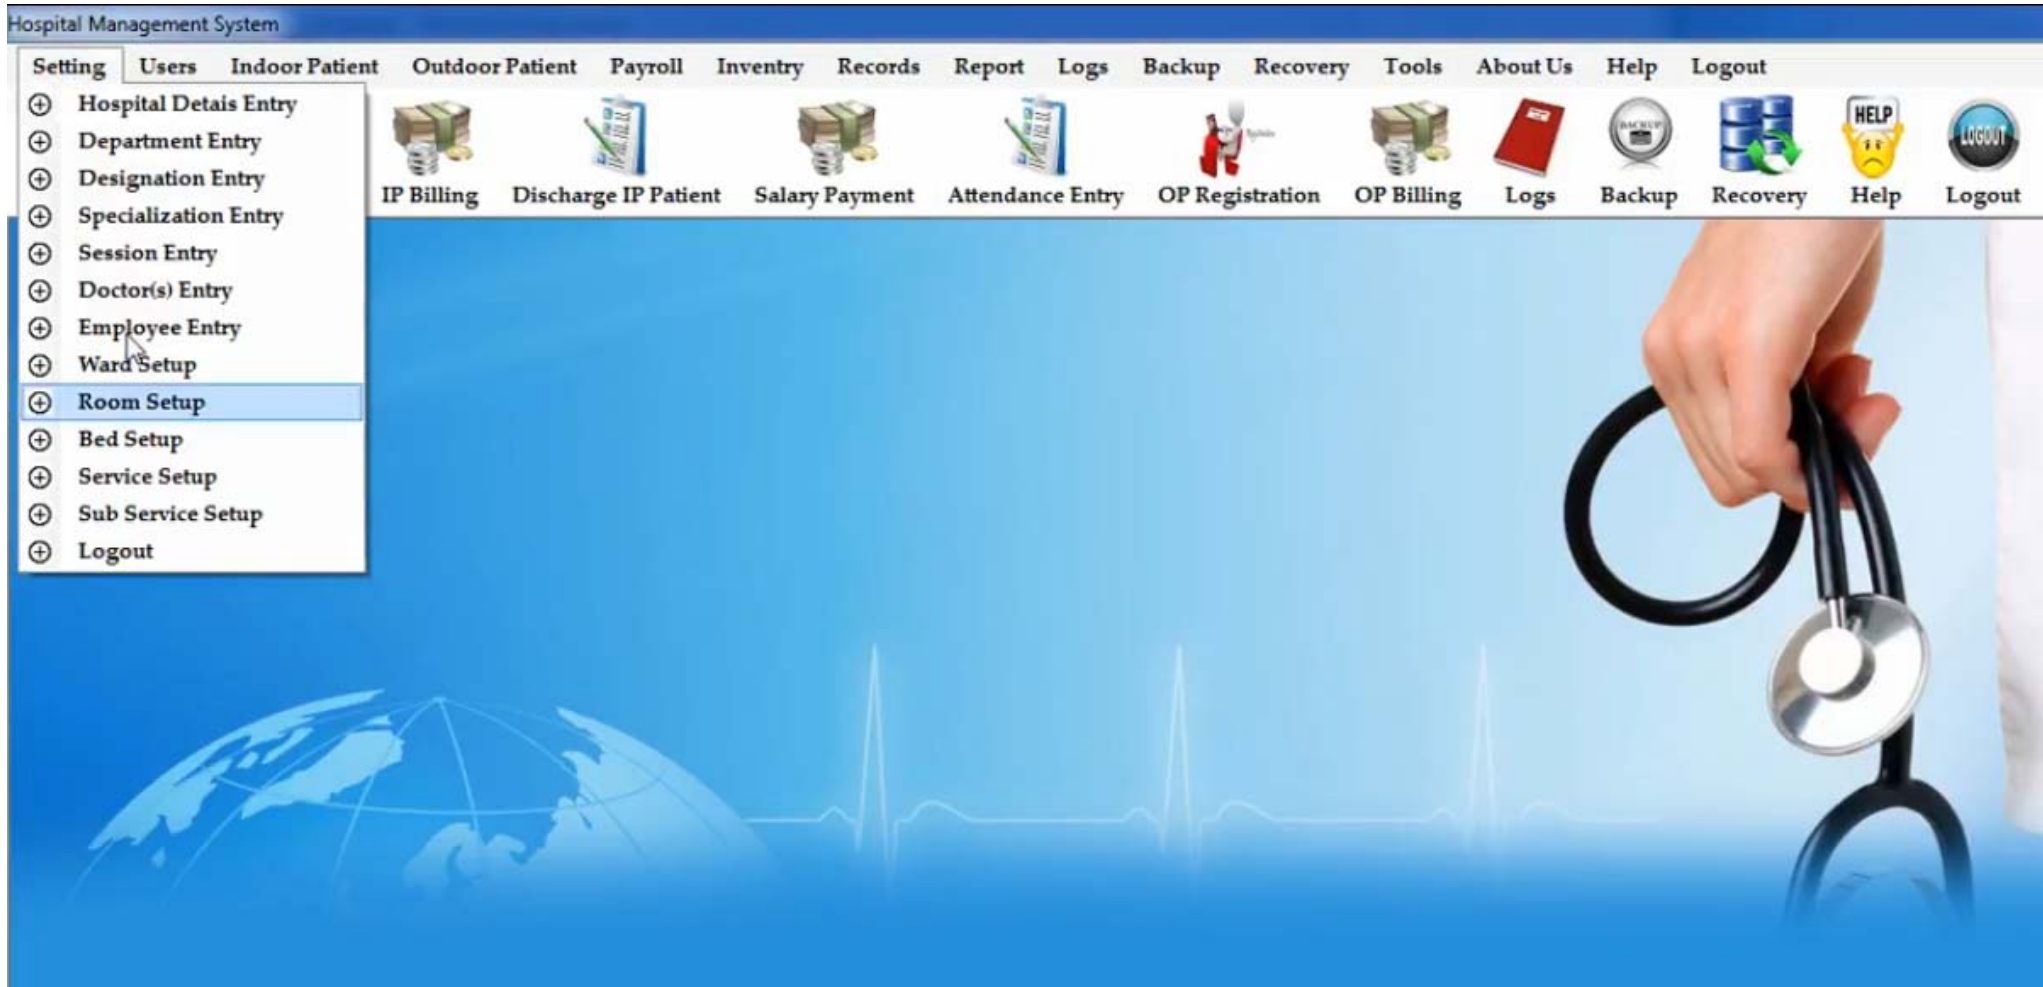 Hospital Management System
Setting Users Indoor Patient Outdoor Patient Payroll Inventry Records Report Logs Backup Recovery Tools About Us Help Logout
Hospital Detais Entry
Department Entry
Designation Entry
Specialization Entry
Session Entry
Doctor(s) Entry
Employee Entry
Ward Setup
Room Setup
Bed Setup
Service Setup
Sub Service Setup
Logout
BACKUP
HELP
LOGOUT
IP Billing Discharge IP Patient Salary Payment Attendance Entry OP Registration OP Billing Logs Backup Recovery Help Logout